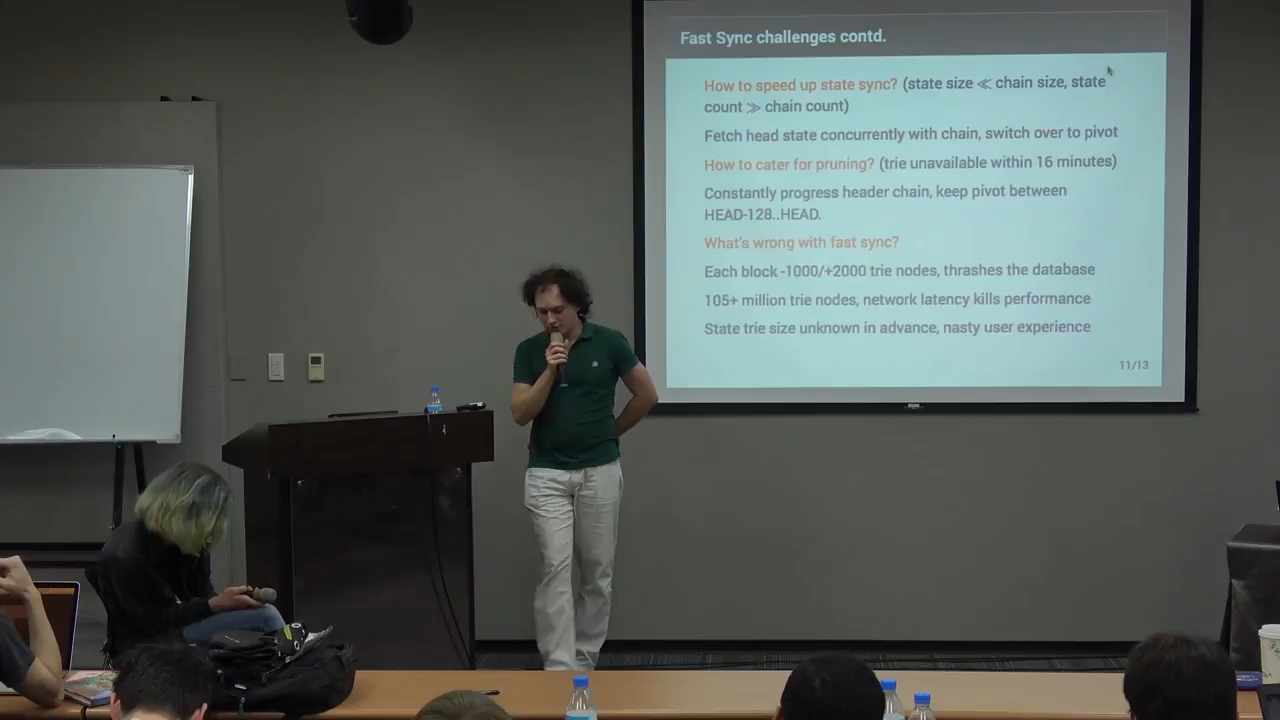 Fast Sync challenges contd.
How to speed up state sync? (state size ≪ chain size, state
count ≫ chain count)
Fetch head state concurrently with chain, switch over to pivot
How to cater for pruning? (trie unavailable within 16 minutes)
Constantly progress header chain, keep pivot between
HEAD-128..HEAD.
What's wrong with fast sync?
Each block -1000/+2000 trie nodes, thrashes the database
105+ million trie nodes, network latency kills performance
State trie size unknown in advance, nasty user experience
11/13